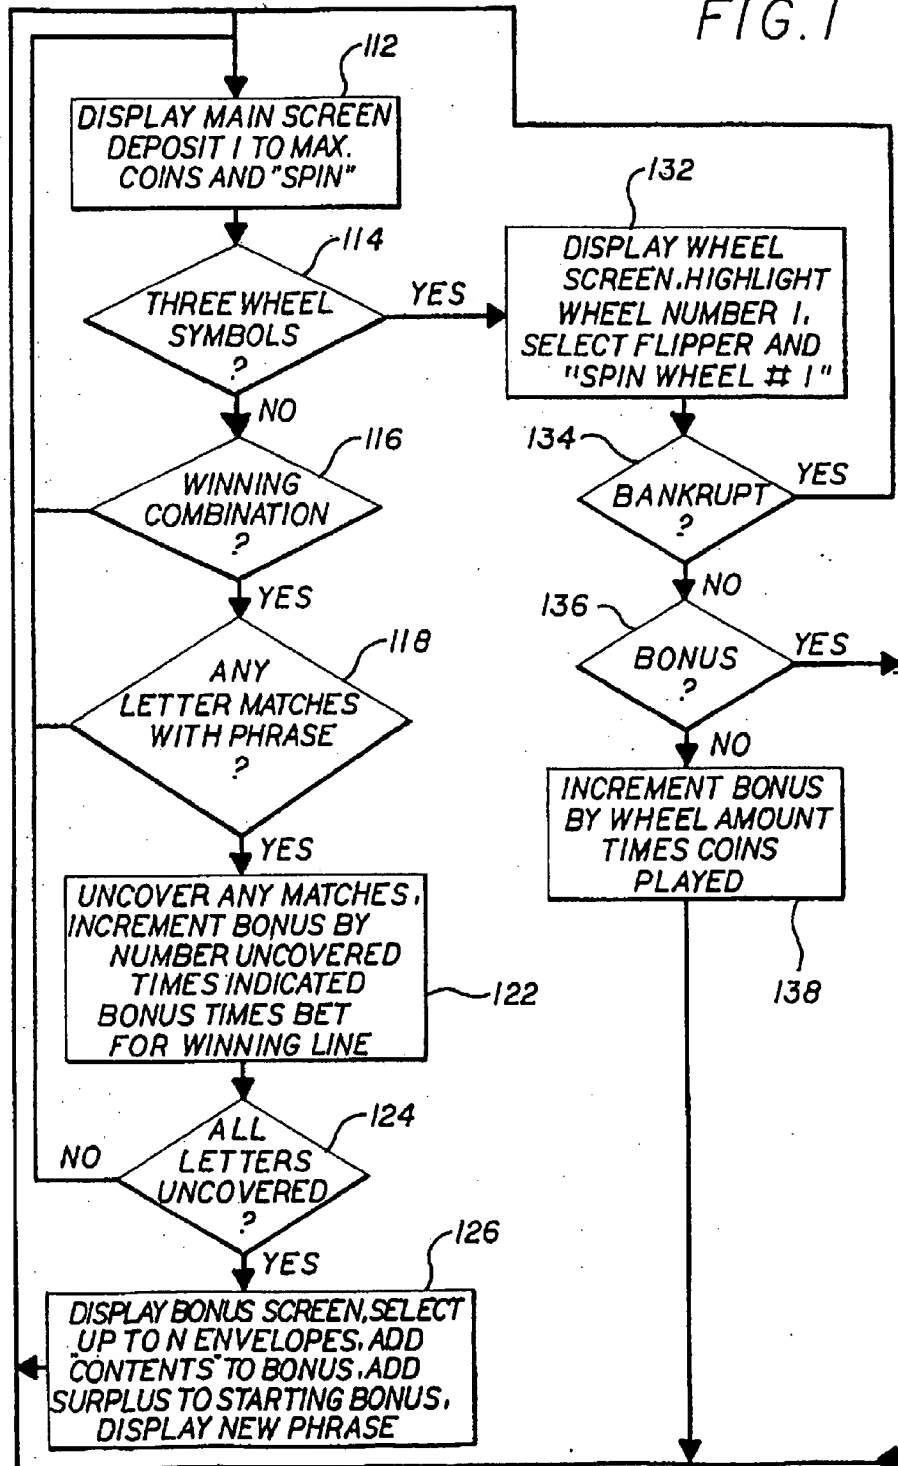 FIG. 1
112
DISPLAY MAIN SCREEN
DEPOSIT 1 TO MAX.
COINS AND "SPIN"
114
THREE WHEEL
SYMBOLS
?
YES
NO
116
WINNING
COMBINATION
?
YES
118
ANY
LETTER MATCHES
WITH PHRASE
?
YES
UNCOVER ANY MATCHES,
INCREMENT BONUS BY
NUMBER UNCOVERED
TIMES INDICATED
BONUS TIMES BET
FOR WINNING LINE
122
124
ALL
LETTERS
UNCOVERED
?
NO
YES
126
DISPLAY BONUS SCREEN, SELECT
UP TO N ENVELOPES, ADD
"CONTENTS" TO BONUS, ADD
SURPLUS TO STARTING BONUS,
DISPLAY NEW PHRASE
132
DISPLAY WHEEL
SCREEN, HIGHLIGHT
WHEEL NUMBER 1,
SELECT FLIPPER AND
"SPIN WHEEL # 1"
134
BANKRUPT
?
YES
NO
136
BONUS
?
YES
NO
INCREMENT BONUS
BY WHEEL AMOUNT
TIMES COINS
PLAYED
138